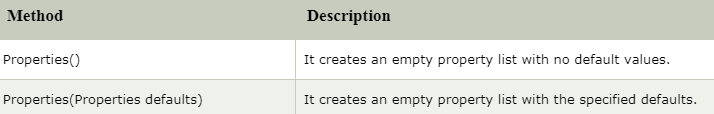 Method Description
Properties() It creates an empty property list with no default values.
Properties(Properties defaults) It creates an empty property list with the specified defaults.